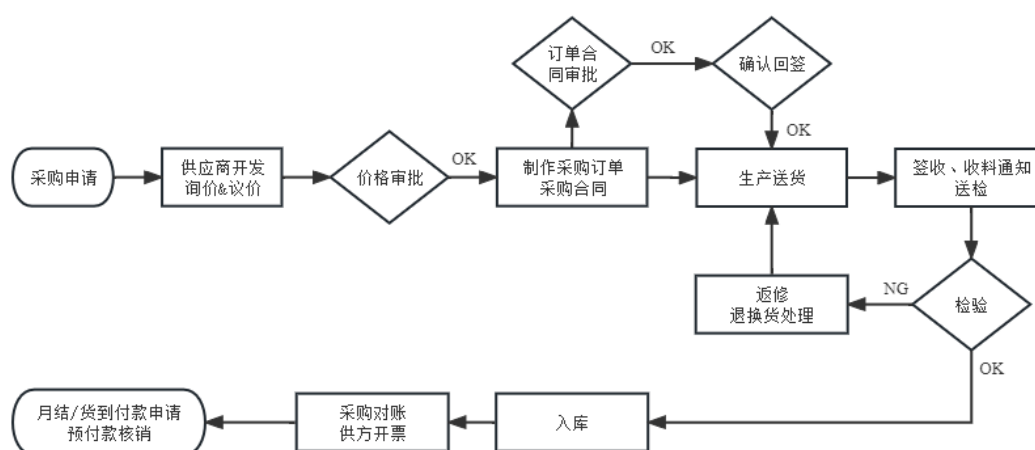 订单合
同审批
OK
确认回签
OK
采购申请
供应商开发
询价&议价
价格审批
OK
制作采购订单
采购合同
生产送货
签收、收料通知
送检
返修
退换货处理
NG
检验
OK
月结/货到付款申请
预付款核销
采购对账
供方开票
入库